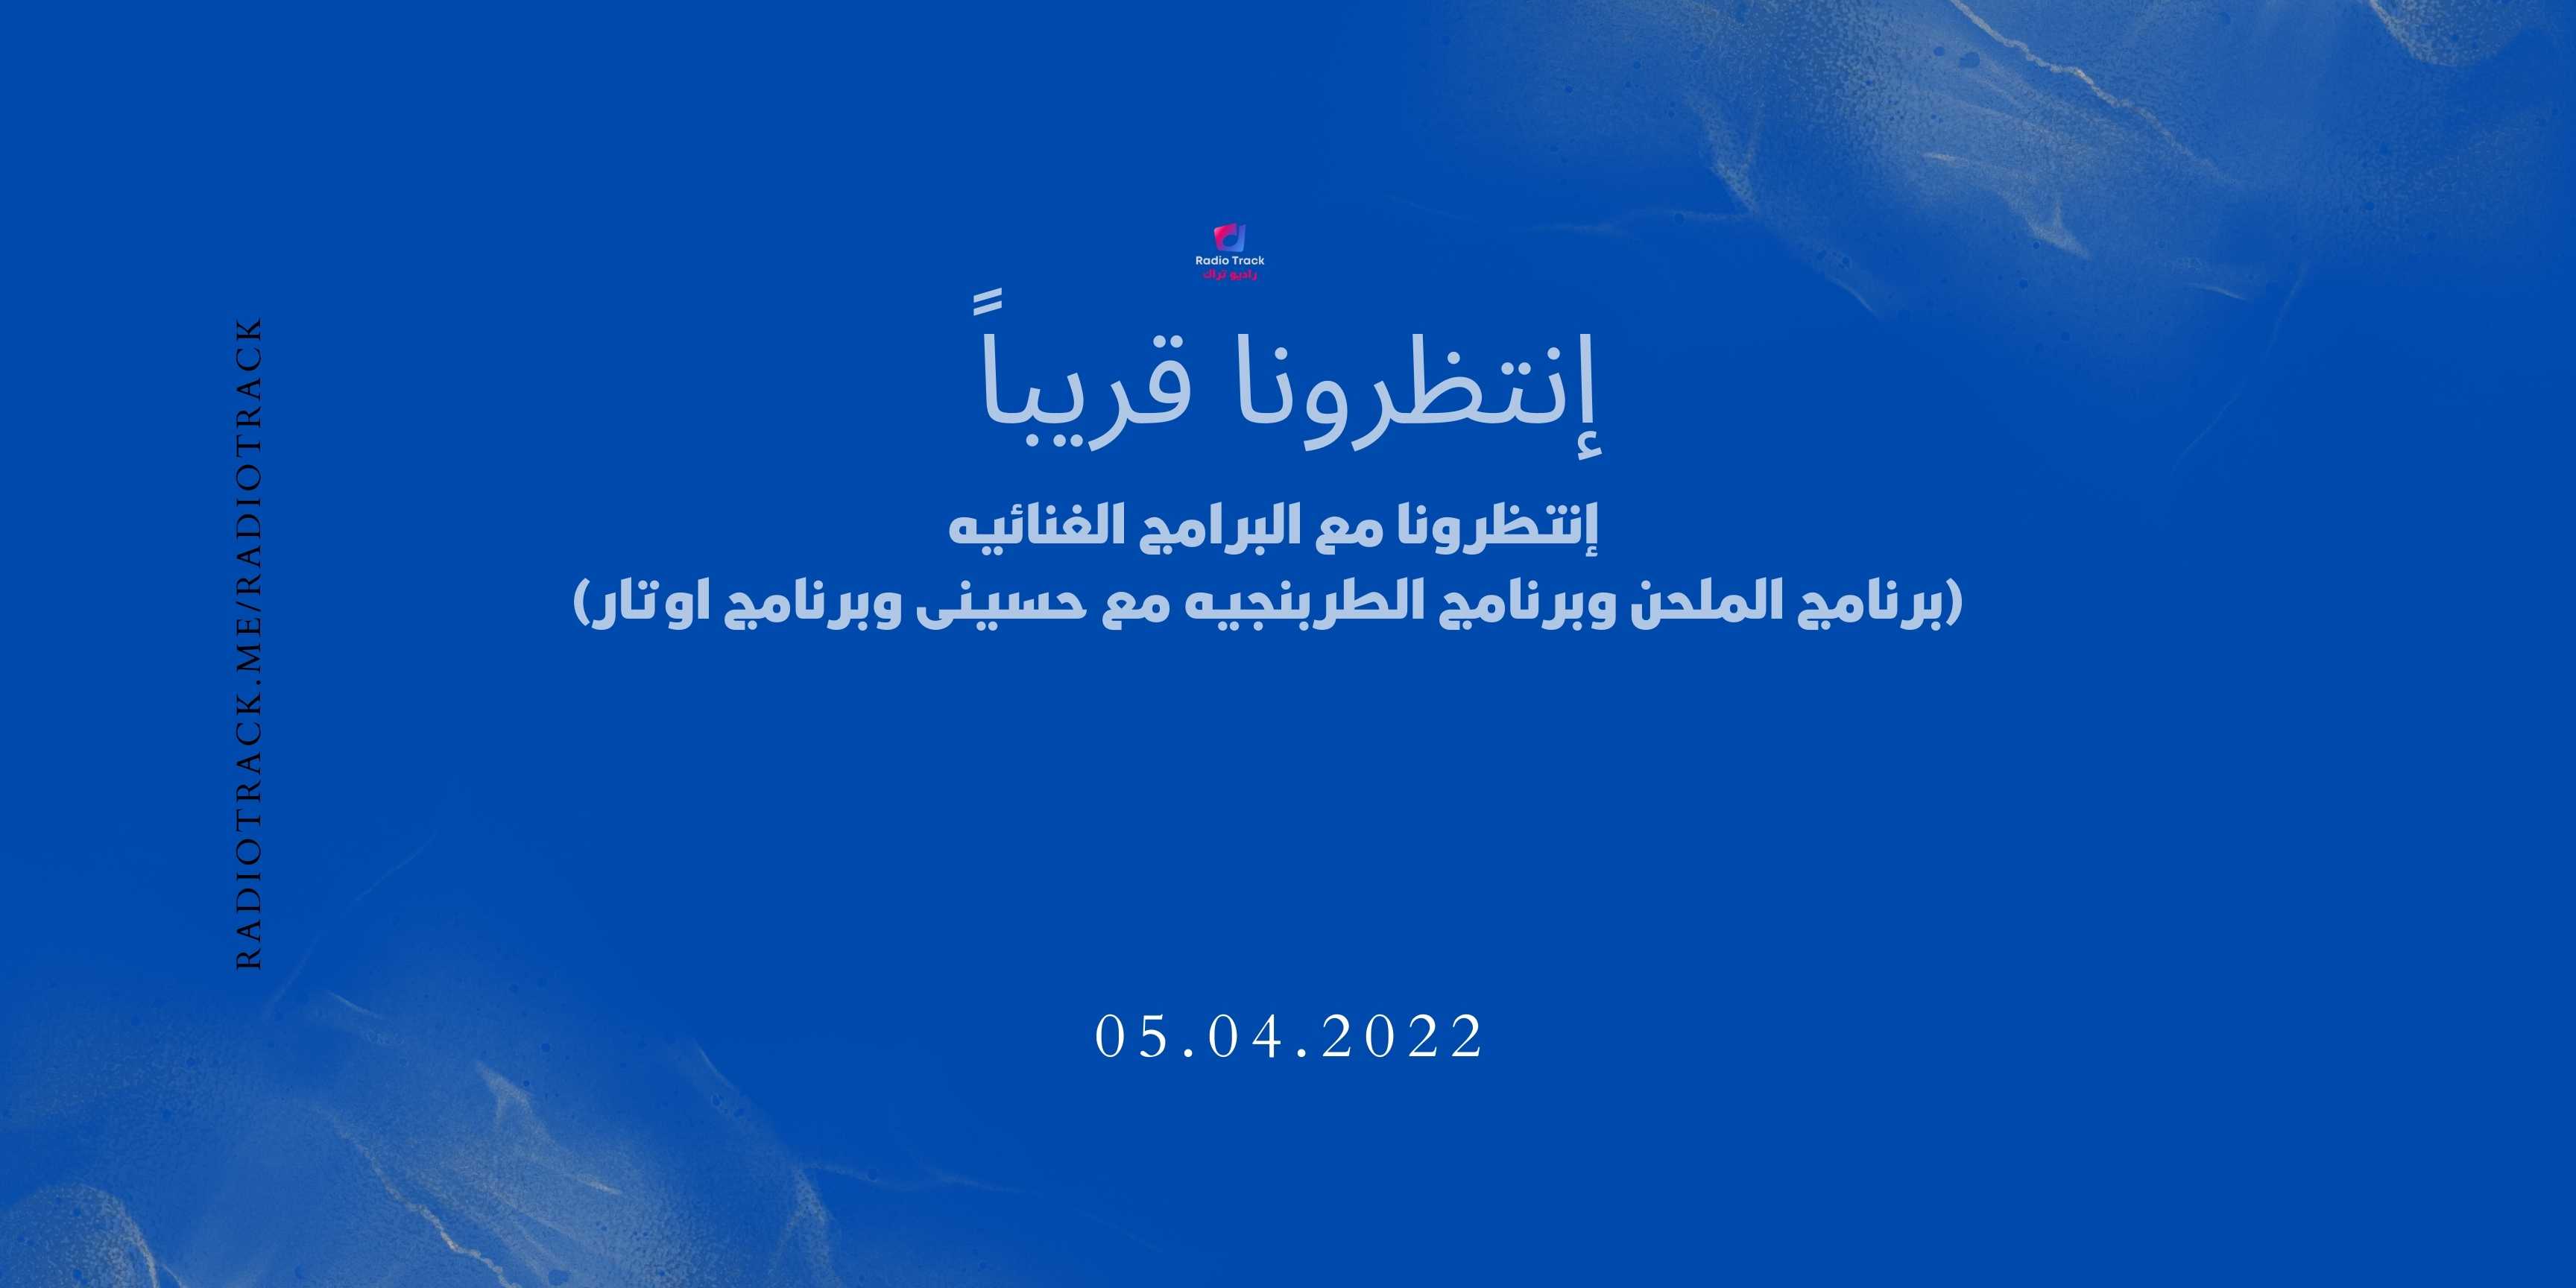 Radio Track
راديو تراك
إنتظرونا قريباً
إنتظرونا مع البرامج الغنائيه
(برنامج الملحن وبرنامج الطربنجيه مع حسينى وبرنامج اوتار)
RADIOTRACK.ME/RADIOTRACK
05.04.2022